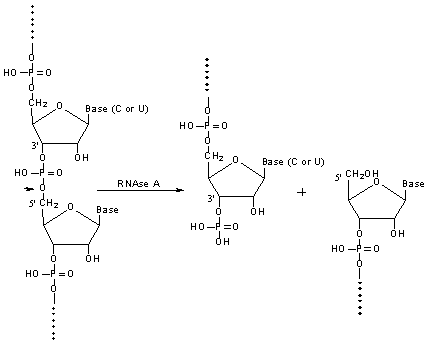 O
HO-P=O
O
CH2
O
Base (C or U)
3'
O
OH
HO-P=O
O
5'
CH2
O
Base
O
OH
HO-P=O
O
RNAse A
O
HO-P=O
O
CH2
O
Base (C or U)
3'
O
OH
HO-P=O
OH
+
5'
CH2OH
O
Base
O
OH
HO-P=O
O